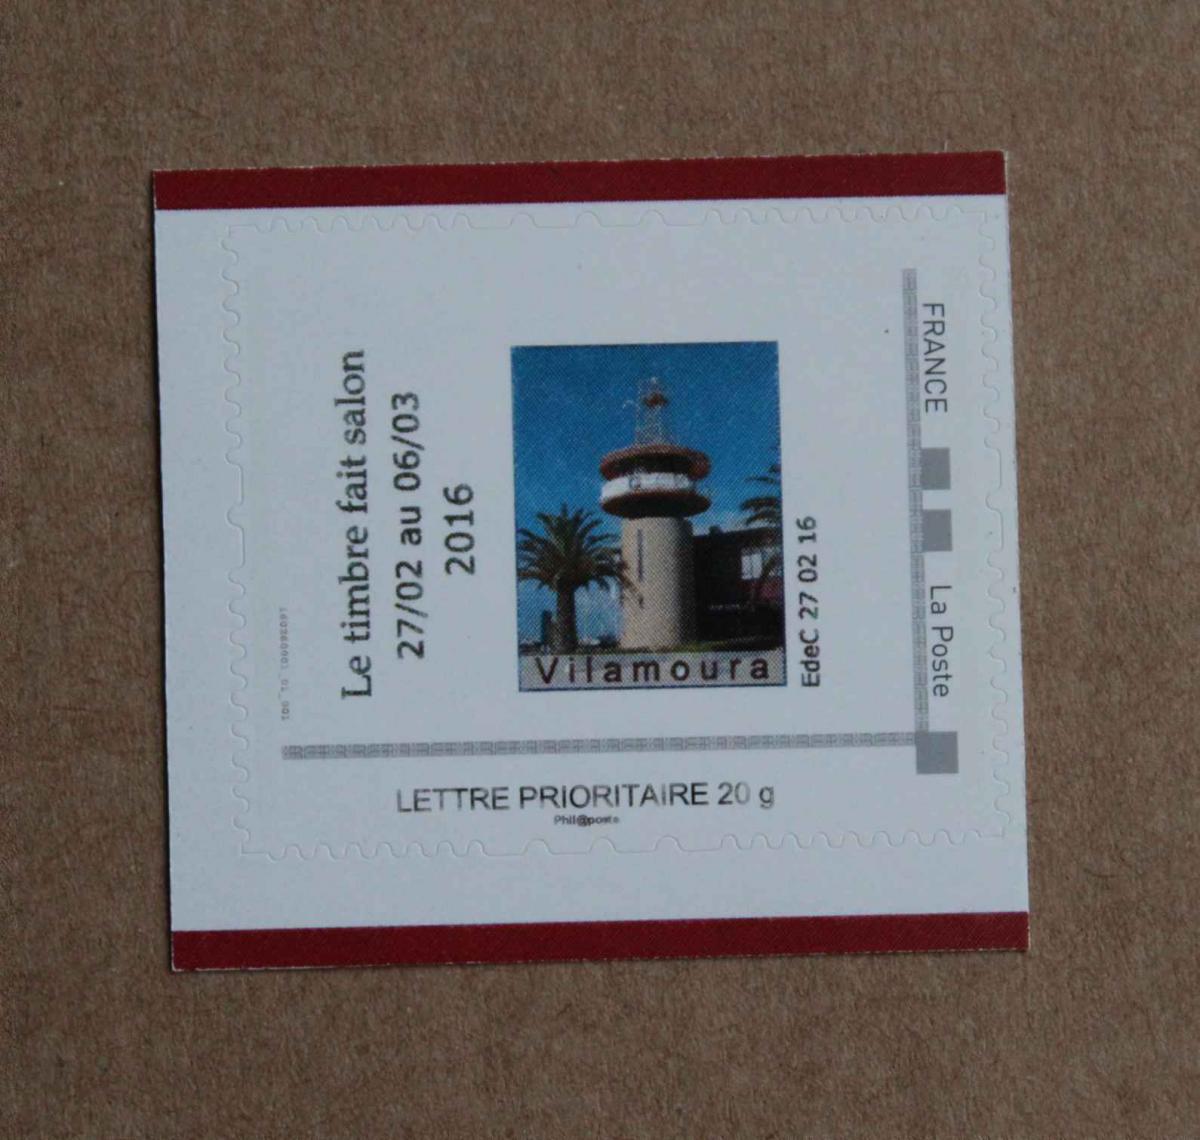 Le timbre fait salon
27/02 au 06/03
2016
Vilamoura
EdeC 27 02 16
FRANCE
La Poste
LETTRE PRIORITAIRE 20 g
Phil@poste